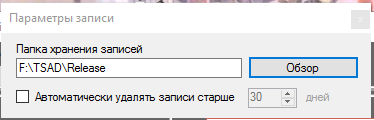 Параметры записи
Папка хранения записей
F:\TSAD\Release Обзор
Автоматически удалять записи старше 30 дней